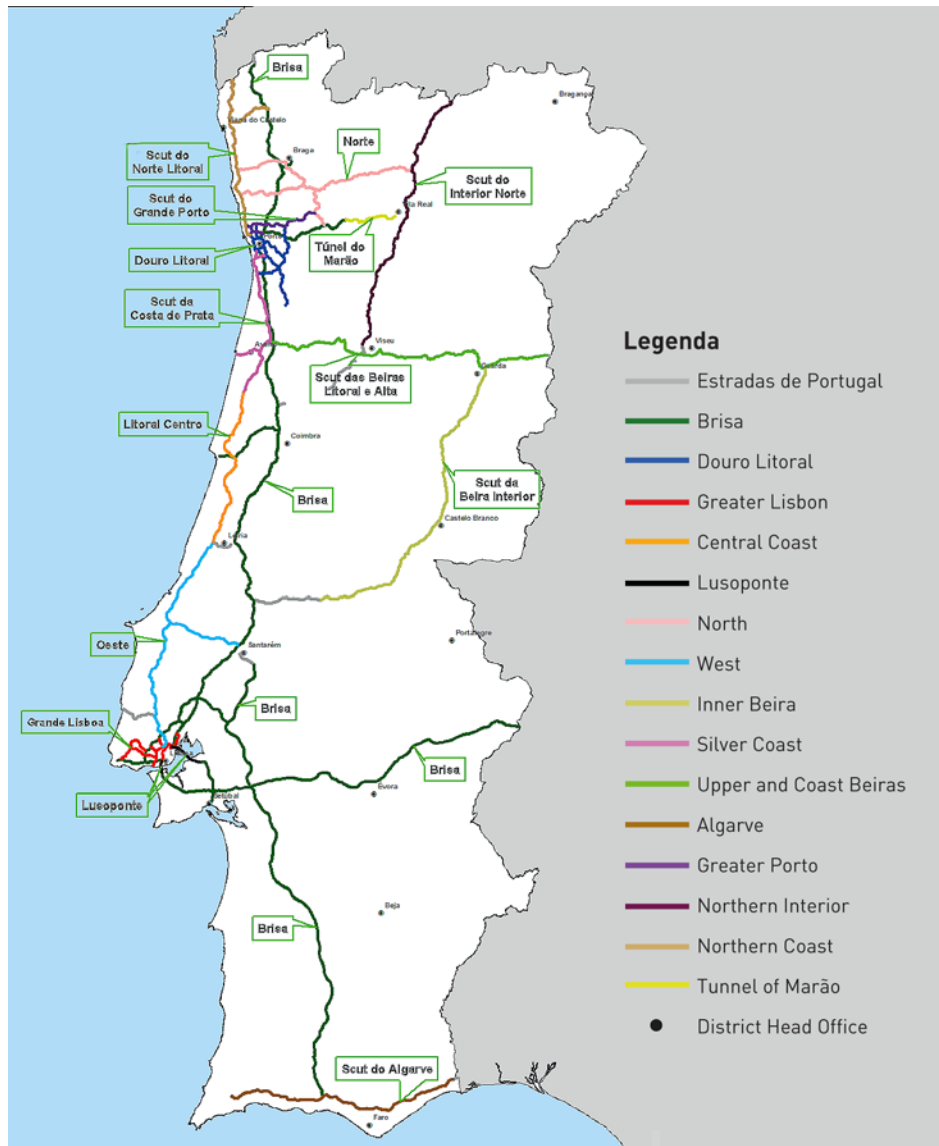 Brisa
Bragança
Viana do Castelo
Scut do
Norte Litoral
Braga
Norte
Scut do
Interior Norte
Scut do
Grande Porto
Túnel do
Marão
Douro Litoral
Porto
Scut da
Costa de Prata
Viseu
Scut das Beiras
Litoral e Alta
Guarda
Litoral Centro
Coimbra
Brisa
Scut da
Beira Interior
Castelo Branco
Leiria
Oeste
Santarém
Portalegre
Brisa
Grande Lisboa
Brisa
Lusoponte
Setúbal
Évora
Beja
Brisa
Scut do Algarve
Faro
Legenda
Estradas de Portugal
Brisa
Douro Litoral
Greater Lisbon
Central Coast
Lusoponte
North
West
Inner Beira
Silver Coast
Upper and Coast Beiras
Algarve
Greater Porto
Northern Interior
Northern Coast
Tunnel of Marão
District Head Office